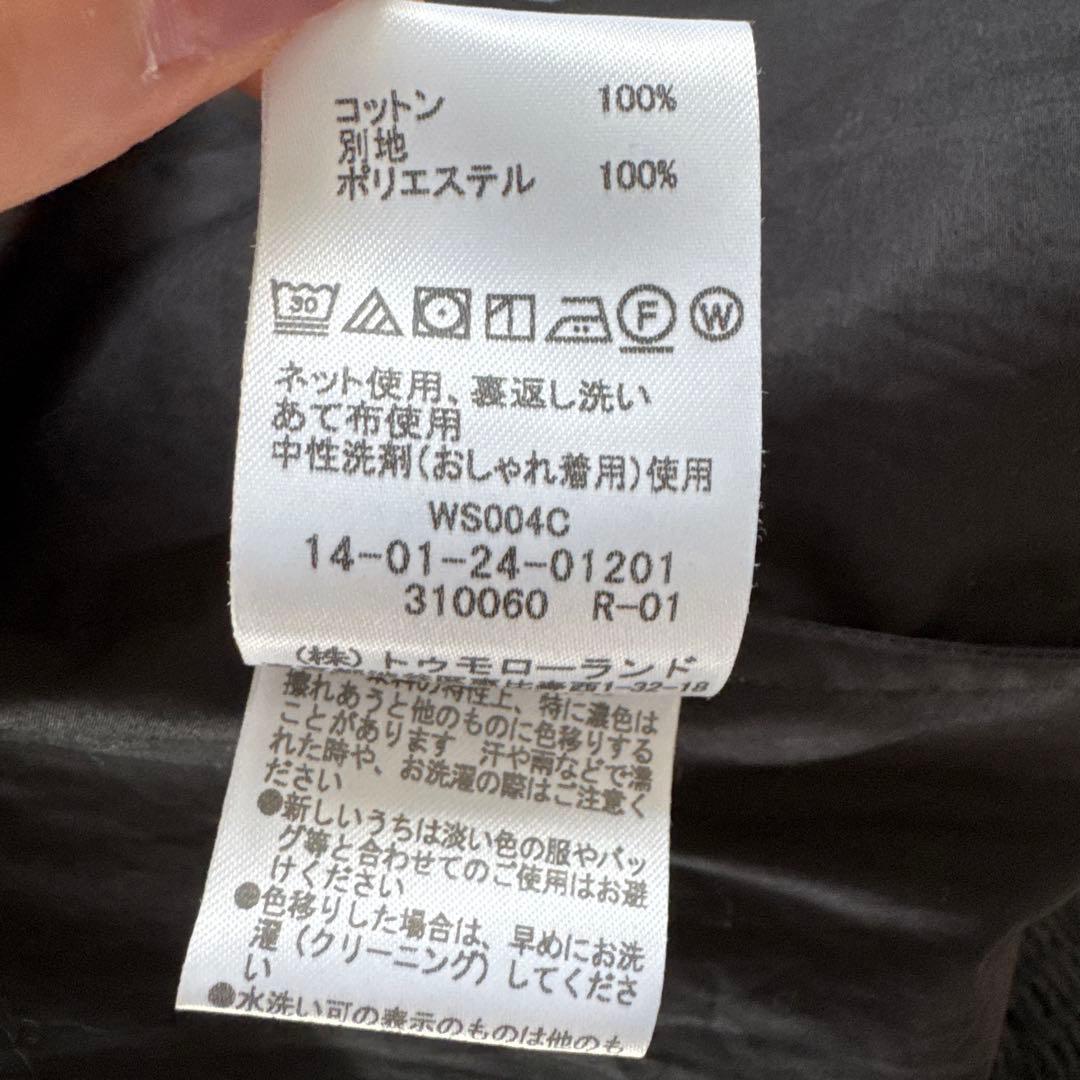 コットン 100%
別地
ポリエステル 100%
30
F W
ネット使用、裏返し洗い
あて布使用
中性洗剤(おしゃれ着用)使用
WS004C
14-01-24-01201
310060 R-01
(株)トゥモローランド
1-32-18
特性上、特に濃色は
擦れあうと他のものに色移りする
ことがあります 汗や雨などで濡
れた時や、お洗濯の際はご注意く
ださい
●新しいうちは淡い色の服やバッ
グ等と合わせてのご使用はお避
けください
●色移りした場合は、早めにお洗
濯(クリーニング)してくださ
い
●水洗い可の表示のものは他のも